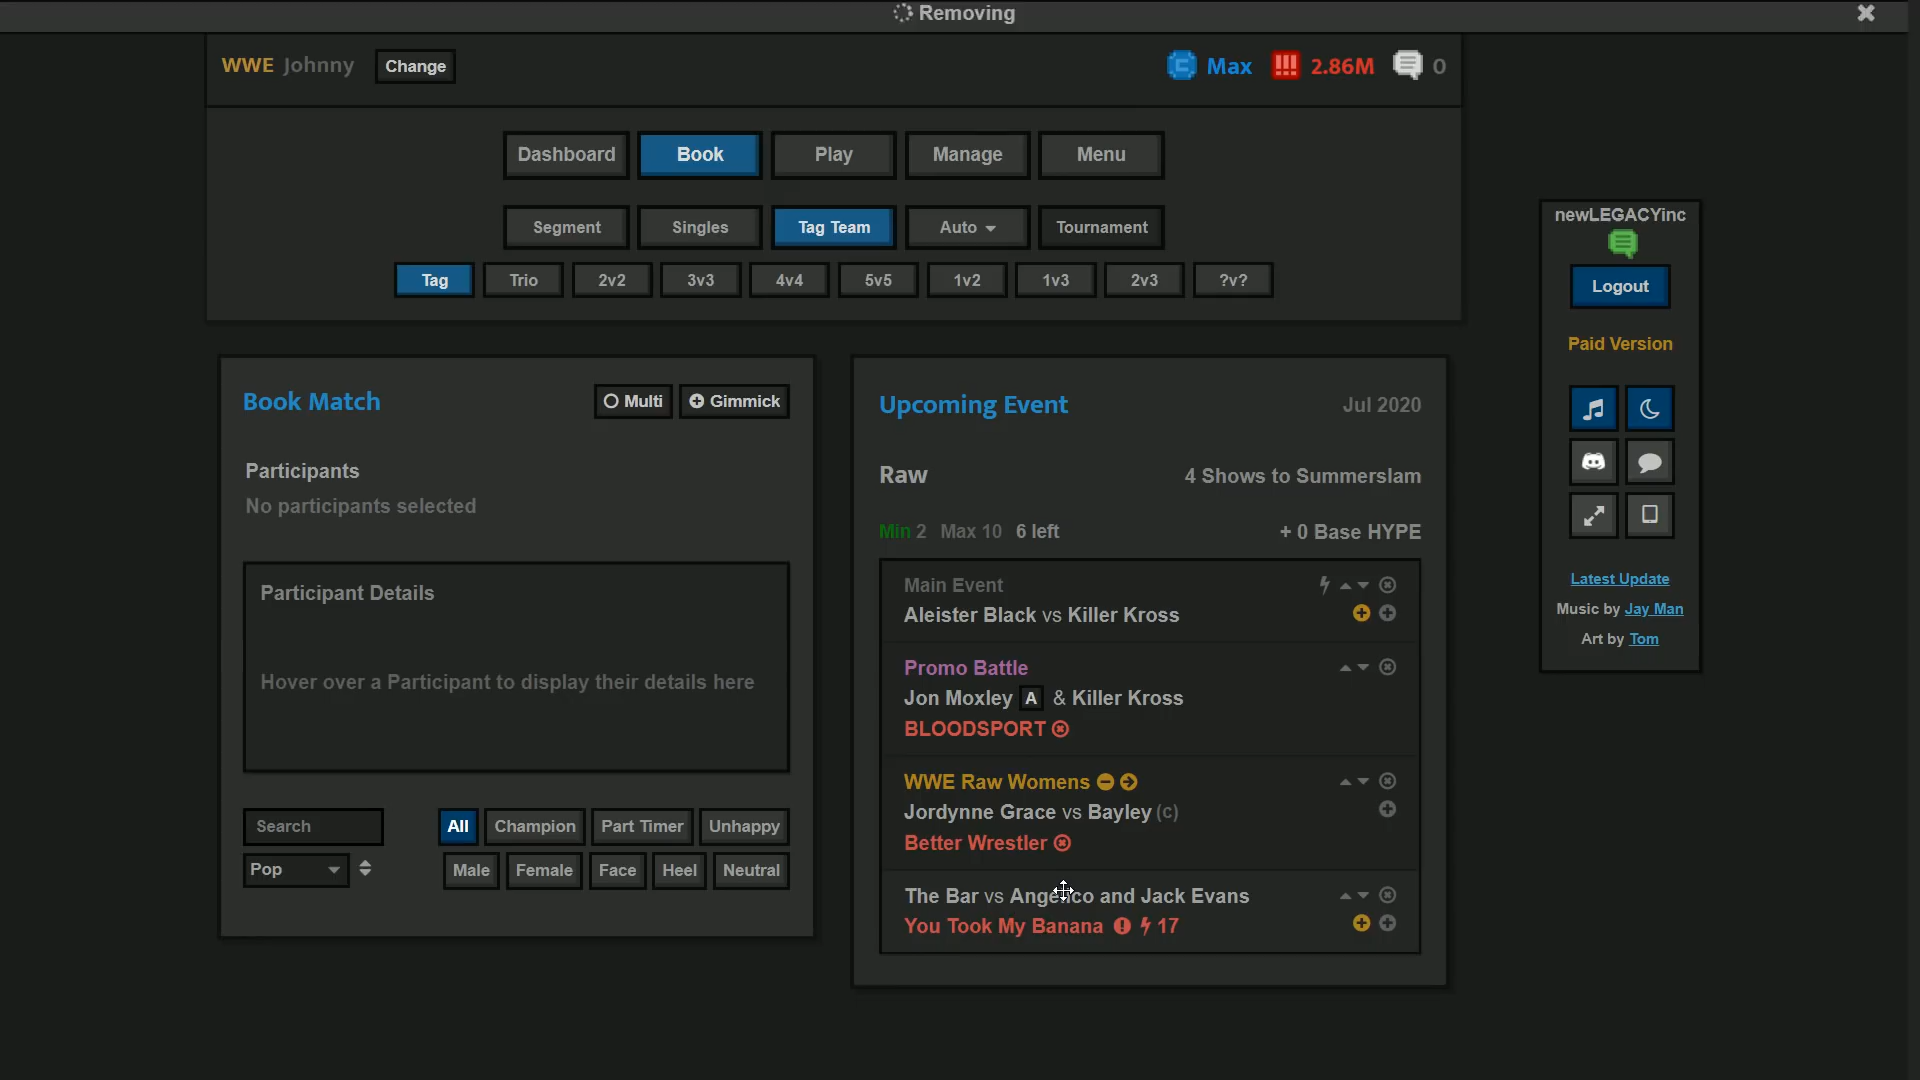 Removing
WWE Johnny Change Max 2.86M 0
Dashboard Book Play Manage Menu
Segment Singles Tag Team Auto Tournament
Tag Trio 2v2 3v3 4v4 5v5 1v2 1v3 2v3 ?v?
newLEGACYinc
Logout
Paid Version
Latest Update
Music by Jay Man
Art by Tom
Book Match Multi Gimmick
Participants
No participants selected
Participant Details
Hover over a Participant to display their details here
Search All Champion Part Timer Unhappy
Pop Male Female Face Heel Neutral
Upcoming Event Jul 2020
Raw 4 Shows to Summerslam
Min 2 Max 10 6 left + 0 Base HYPE
Main Event
Aleister Black vs Killer Kross
Promo Battle
Jon Moxley A & Killer Kross
BLOODSPORT
WWE Raw Womens
Jordynne Grace vs Bayley (c)
Better Wrestler
The Bar vs Angelico and Jack Evans
You Took My Banana 17